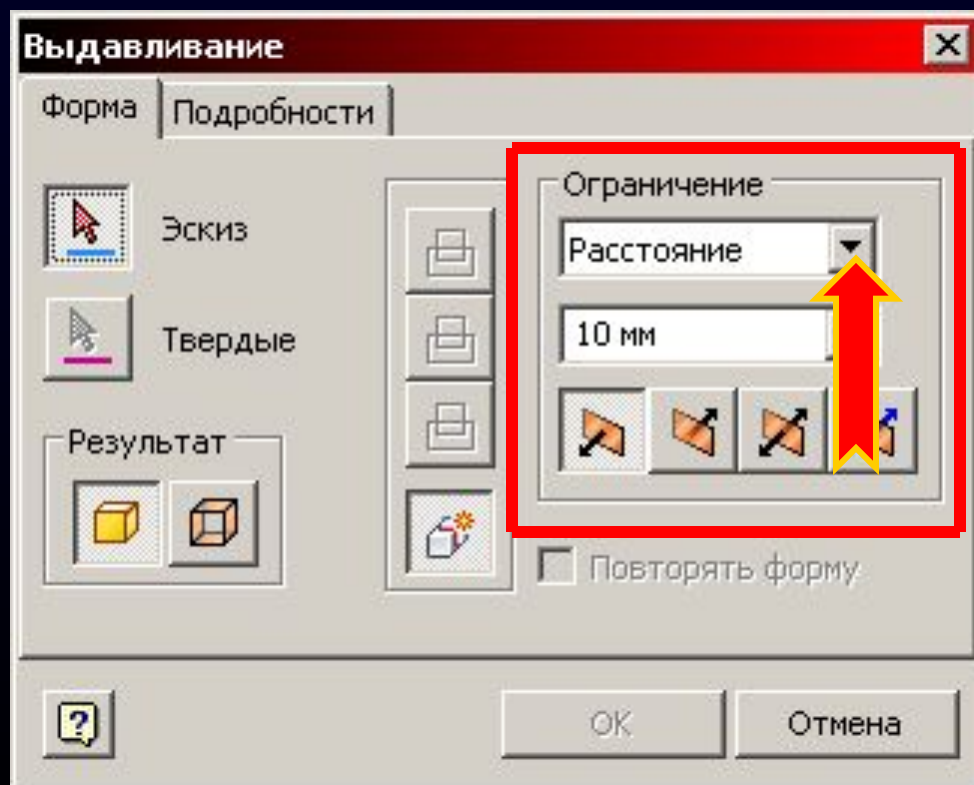 Выдавливание
Форма
Подробности
Эскиз
Твердые
Результат
Ограничение
Расстояние
10 мм
Повторять форму
?
OK
Отмена